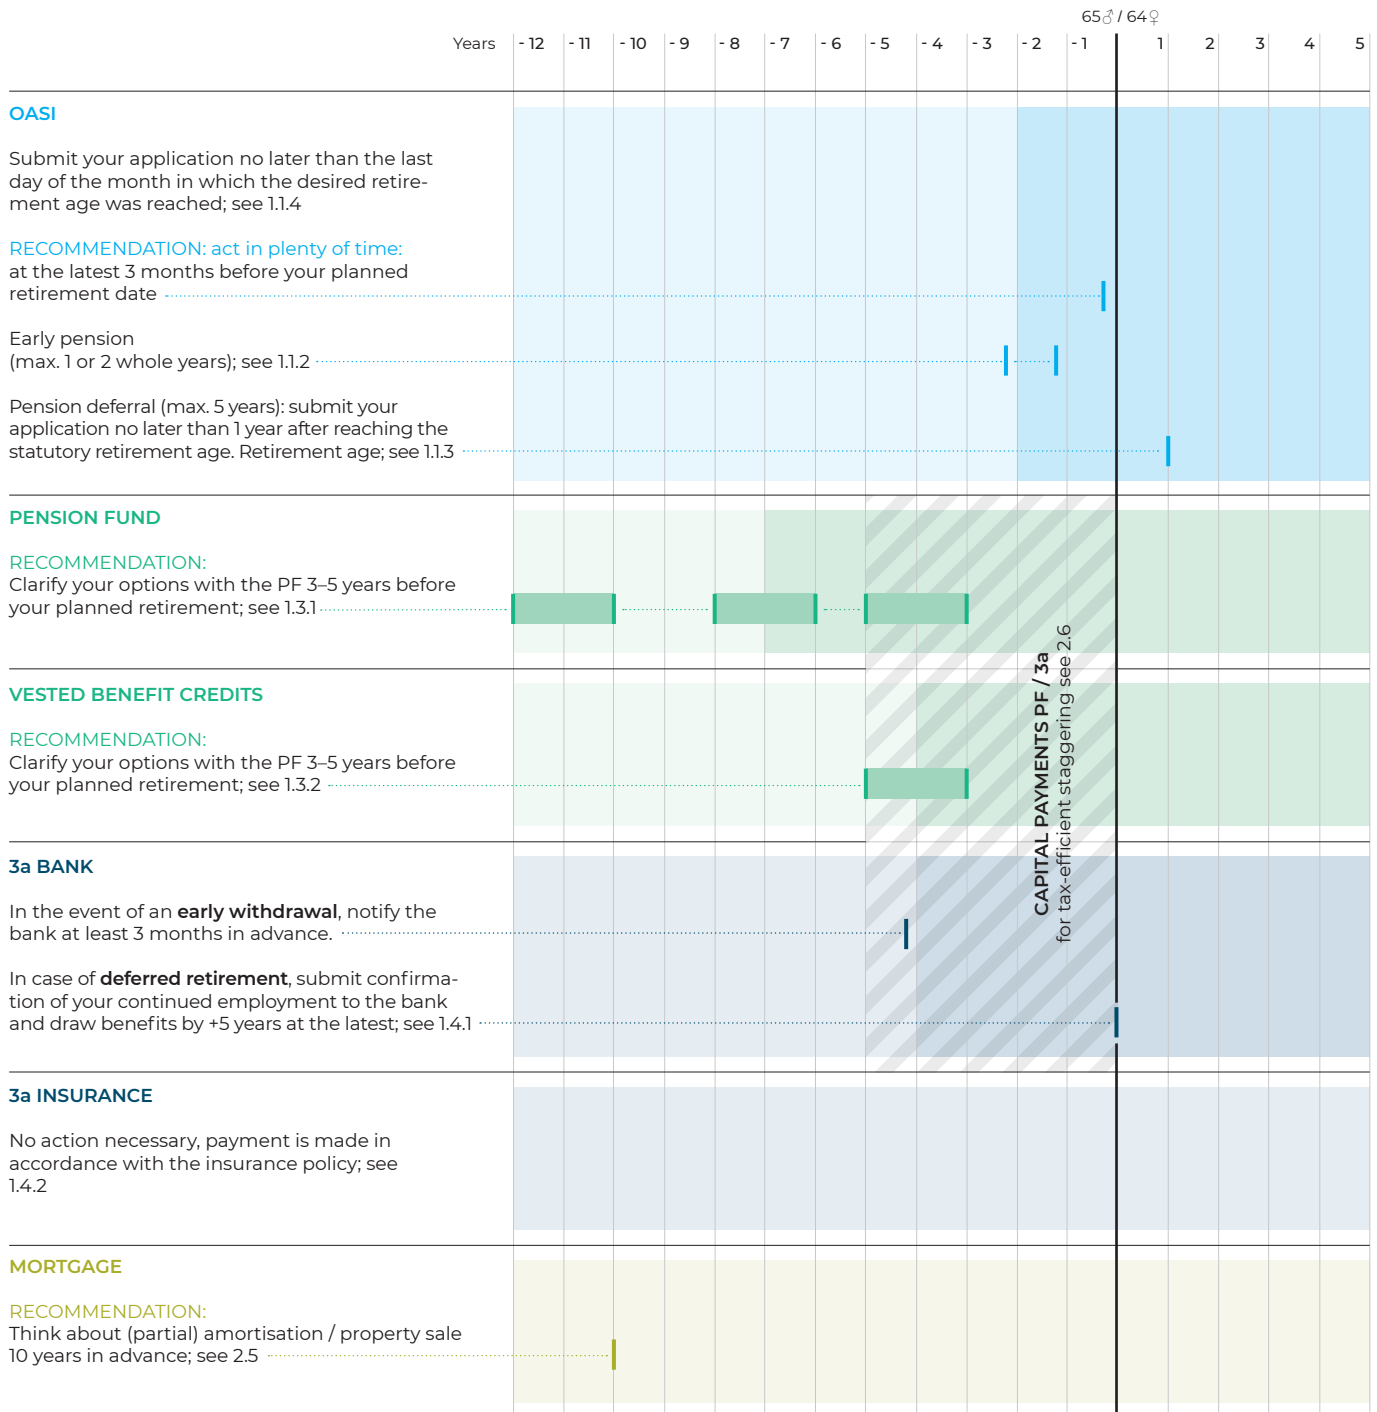 65♂ / 64♀
Years - 12 - 11 - 10 - 9 - 8 - 7 - 6 - 5 - 4 - 3 - 2 - 1 1 2 3 4 5
OASI
Submit your application no later than the last
day of the month in which the desired retire-
ment age was reached; see 1.1.4
RECOMMENDATION: act in plenty of time:
at the latest 3 months before your planned
retirement date
Early pension
(max. 1 or 2 whole years); see 1.1.2
Pension deferral (max. 5 years): submit your
application no later than 1 year after reaching the
statutory retirement age. Retirement age; see 1.1.3
PENSION FUND
RECOMMENDATION:
Clarify your options with the PF 3–5 years before
your planned retirement; see 1.3.1
VESTED BENEFIT CREDITS
RECOMMENDATION:
Clarify your options with the PF 3–5 years before
your planned retirement; see 1.3.2
CAPITAL PAYMENTS PF / 3a
for tax-efficient staggering see 2.6
3a BANK
In the event of an early withdrawal, notify the
bank at least 3 months in advance.
In case of deferred retirement, submit confirma-
tion of your continued employment to the bank
and draw benefits by +5 years at the latest; see 1.4.1
3a INSURANCE
No action necessary, payment is made in
accordance with the insurance policy; see
1.4.2
MORTGAGE
RECOMMENDATION:
Think about (partial) amortisation / property sale
10 years in advance; see 2.5